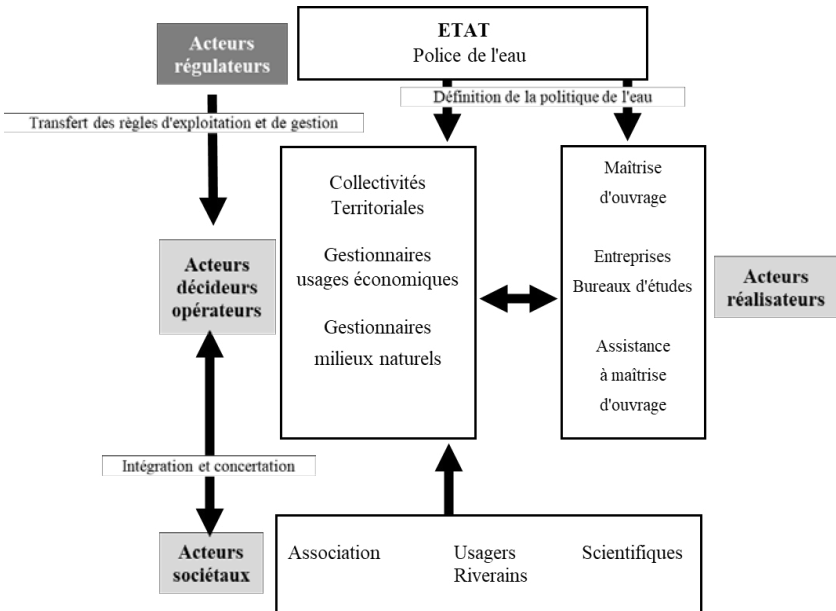 Acteurs
régulateurs
ETAT
Police de l'eau
Définition de la politique de l'eau
Transfert des règles d'exploitation et de gestion
Acteurs
décideurs
opérateurs
Collectivités
Territoriales
Gestionnaires
usages économiques
Gestionnaires
milieux naturels
Maîtrise
d'ouvrage
Entreprises
Bureaux d'études
Assistance
à maîtrise
d'ouvrage
Acteurs
réalisateurs
Intégration et concertation
Acteurs
sociétaux
Association
Usagers
Riverains
Scientifiques